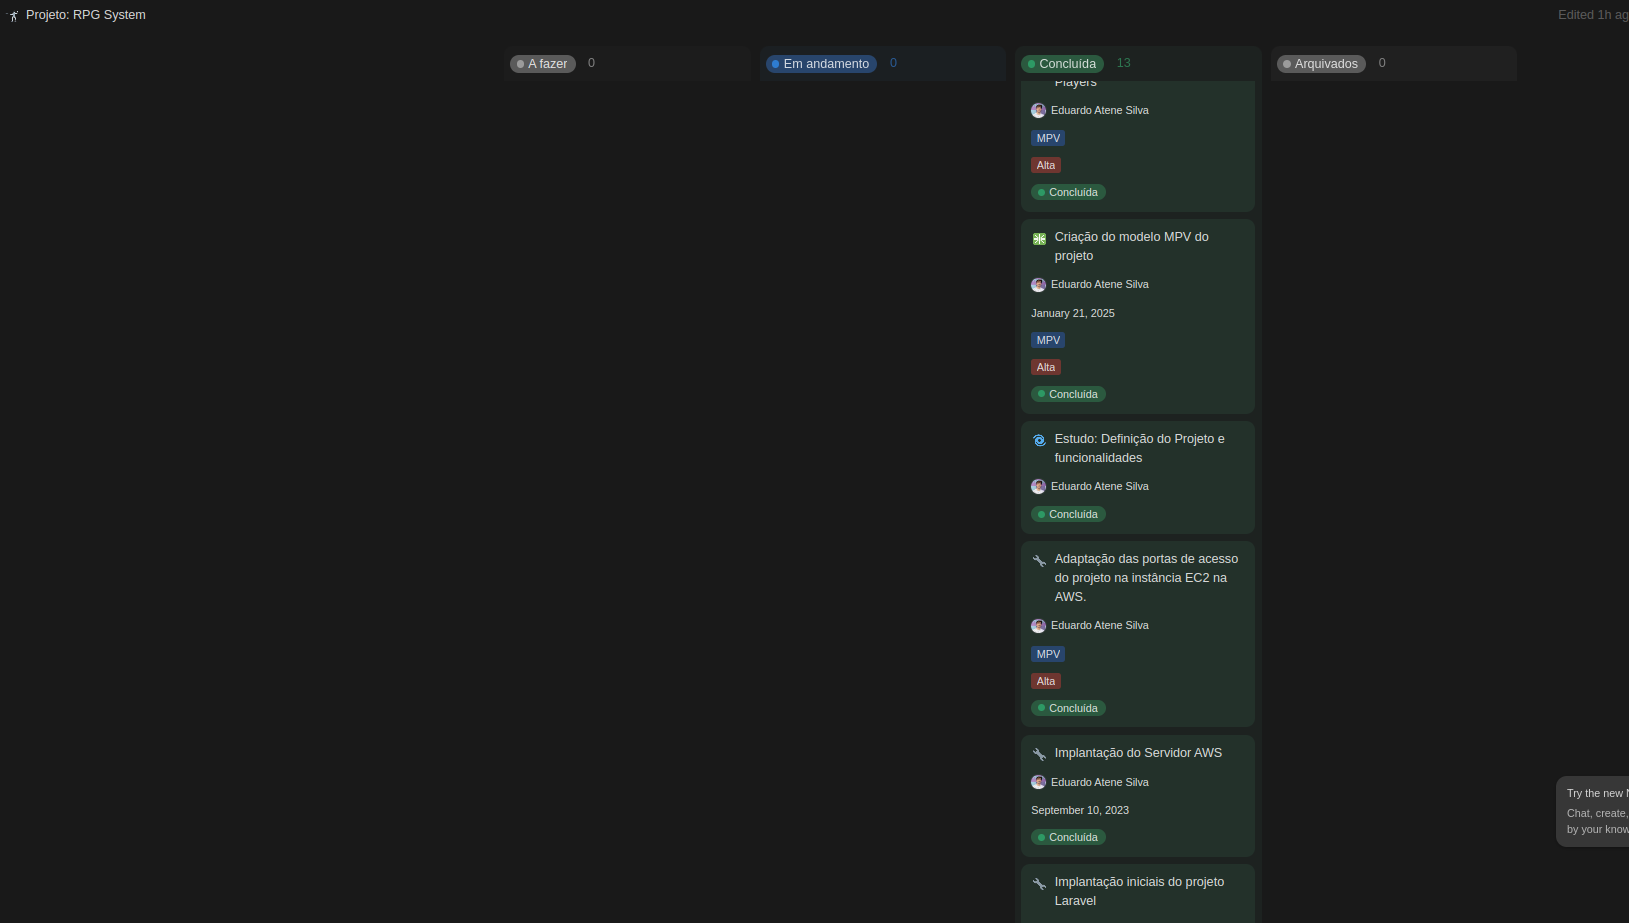 Projeto: RPG System
Edited 1h ag
A fazer 0
Em andamento 0
Concluída 13
Arquivados 0
Players
Eduardo Atene Silva
MPV
Alta
Concluída
Criação do modelo MPV do
projeto
Eduardo Atene Silva
January 21, 2025
MPV
Alta
Concluída
Estudo: Definição do Projeto e
funcionalidades
Eduardo Atene Silva
Concluída
Adaptação das portas de acesso
do projeto na instância EC2 na
AWS.
Eduardo Atene Silva
MPV
Alta
Concluída
Implantação do Servidor AWS
Eduardo Atene Silva
September 10, 2023
Concluída
Implantação iniciais do projeto
Laravel
Try the new
Chat, create,
by your know